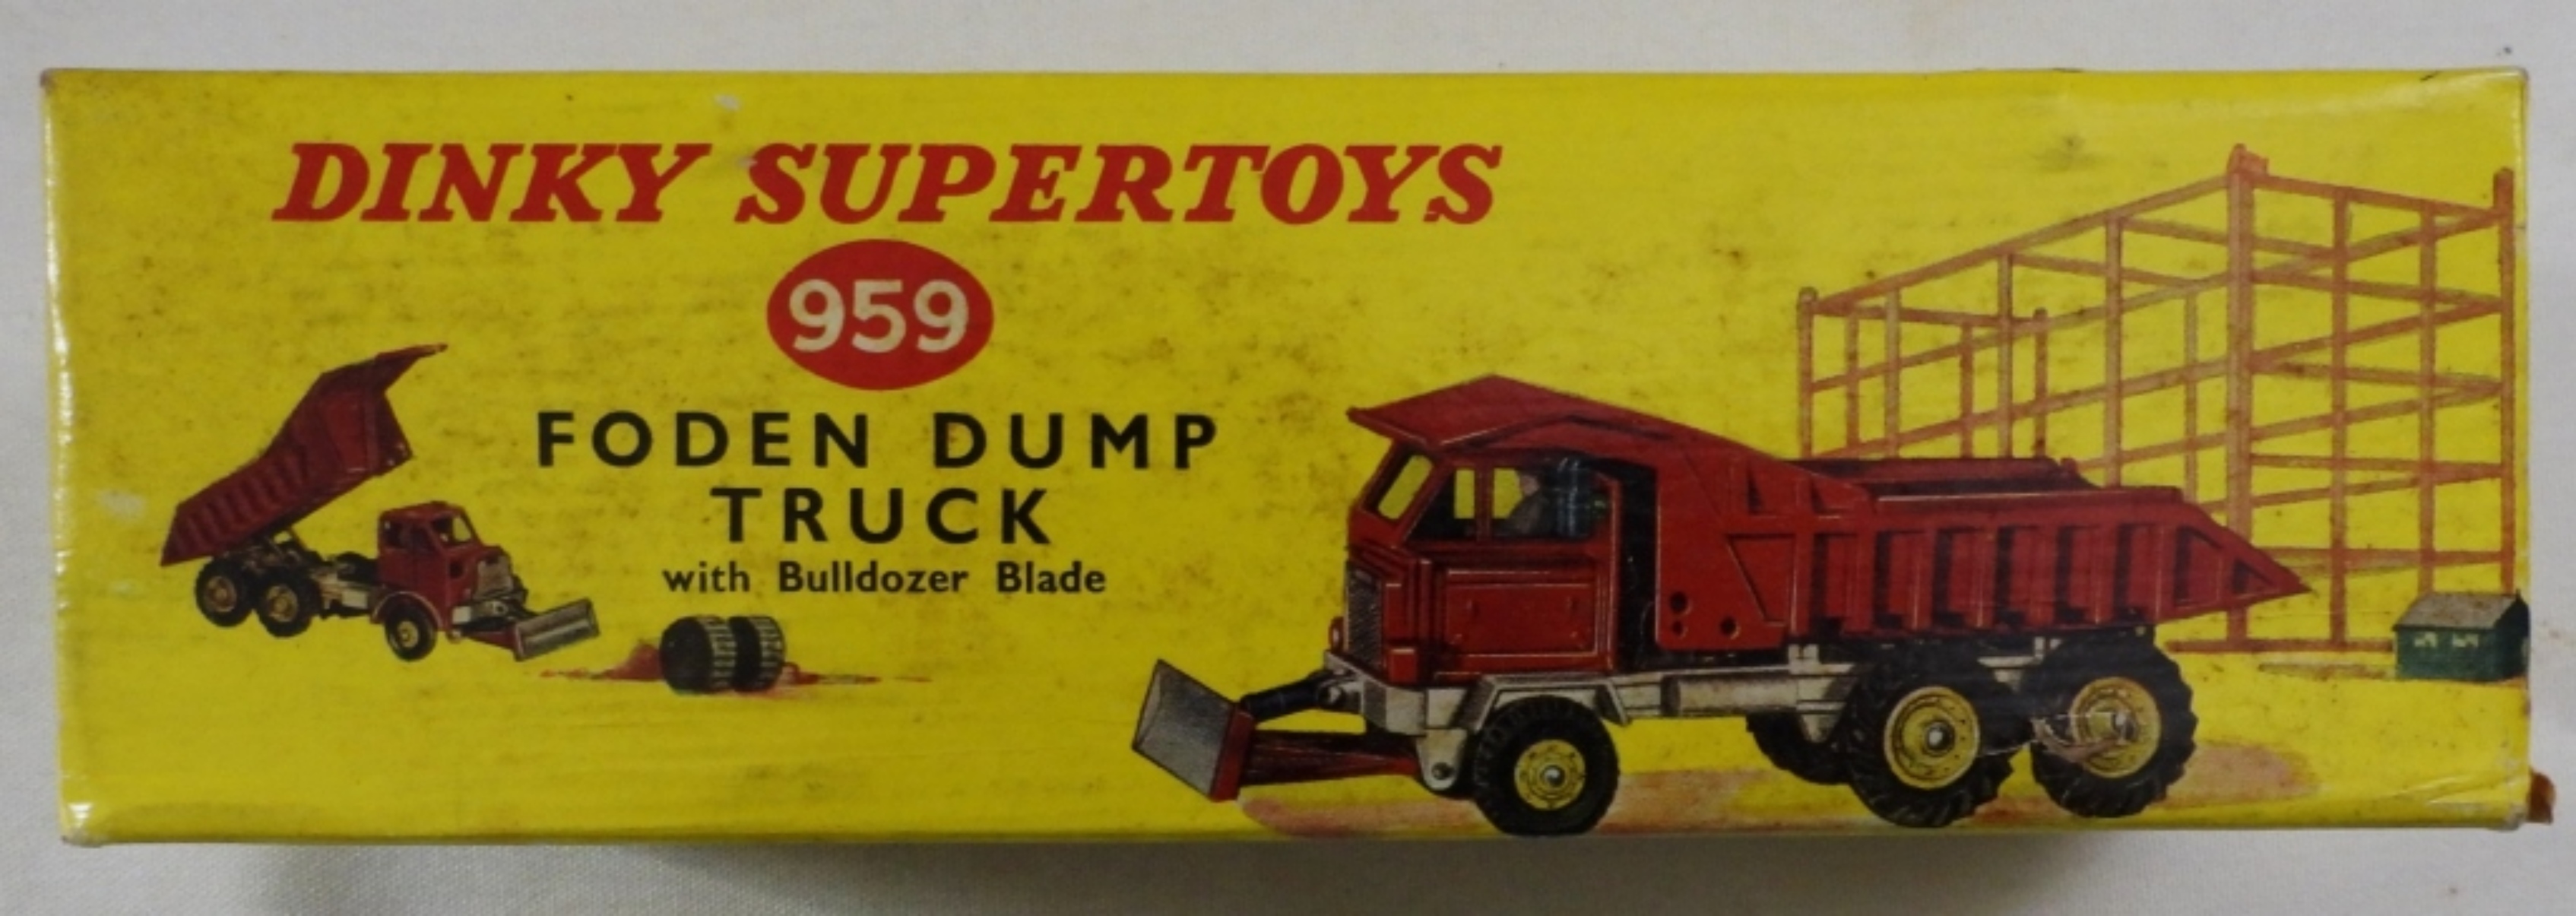 DINKY SUPERTOYS
959
FODEN DUMP
TRUCK
with Bulldozer Blade